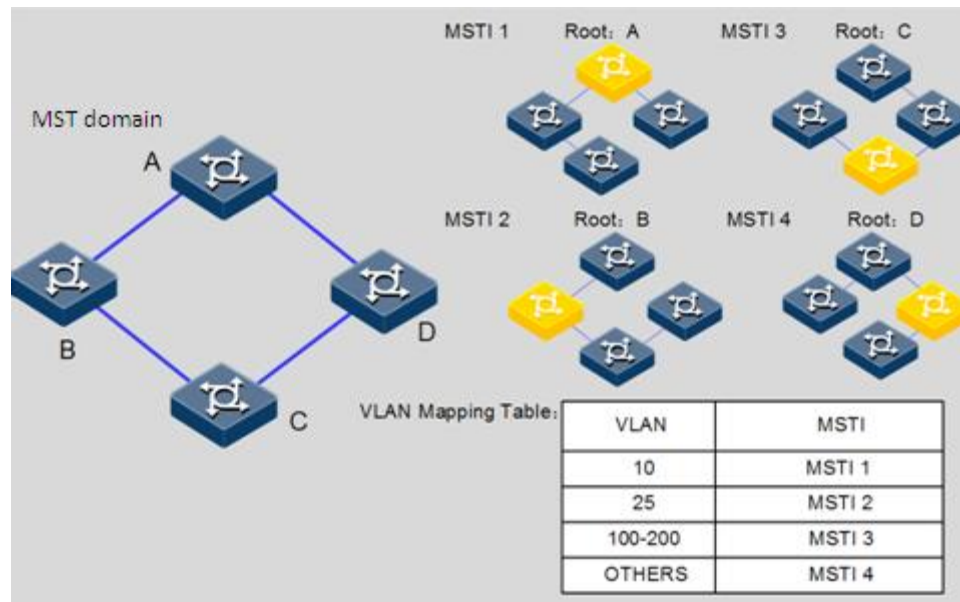 MST domain
A
B
C
D
MSTI 1 Root: A
MSTI 3 Root: C
MSTI 2 Root: B
MSTI 4 Root: D
VLAN Mapping Table:
VLAN MSTI
10 MSTI 1
25 MSTI 2
100-200 MSTI 3
OTHERS MSTI 4